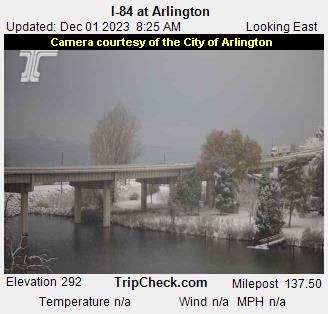 I-84 at Arlington
Updated: Dec 01 2023 8:25 AM Looking East
Camera courtesy of the City of Arlington
Elevation 292 TripCheck.com Milepost 137.50
Temperature n/a Wind n/a MPH n/a